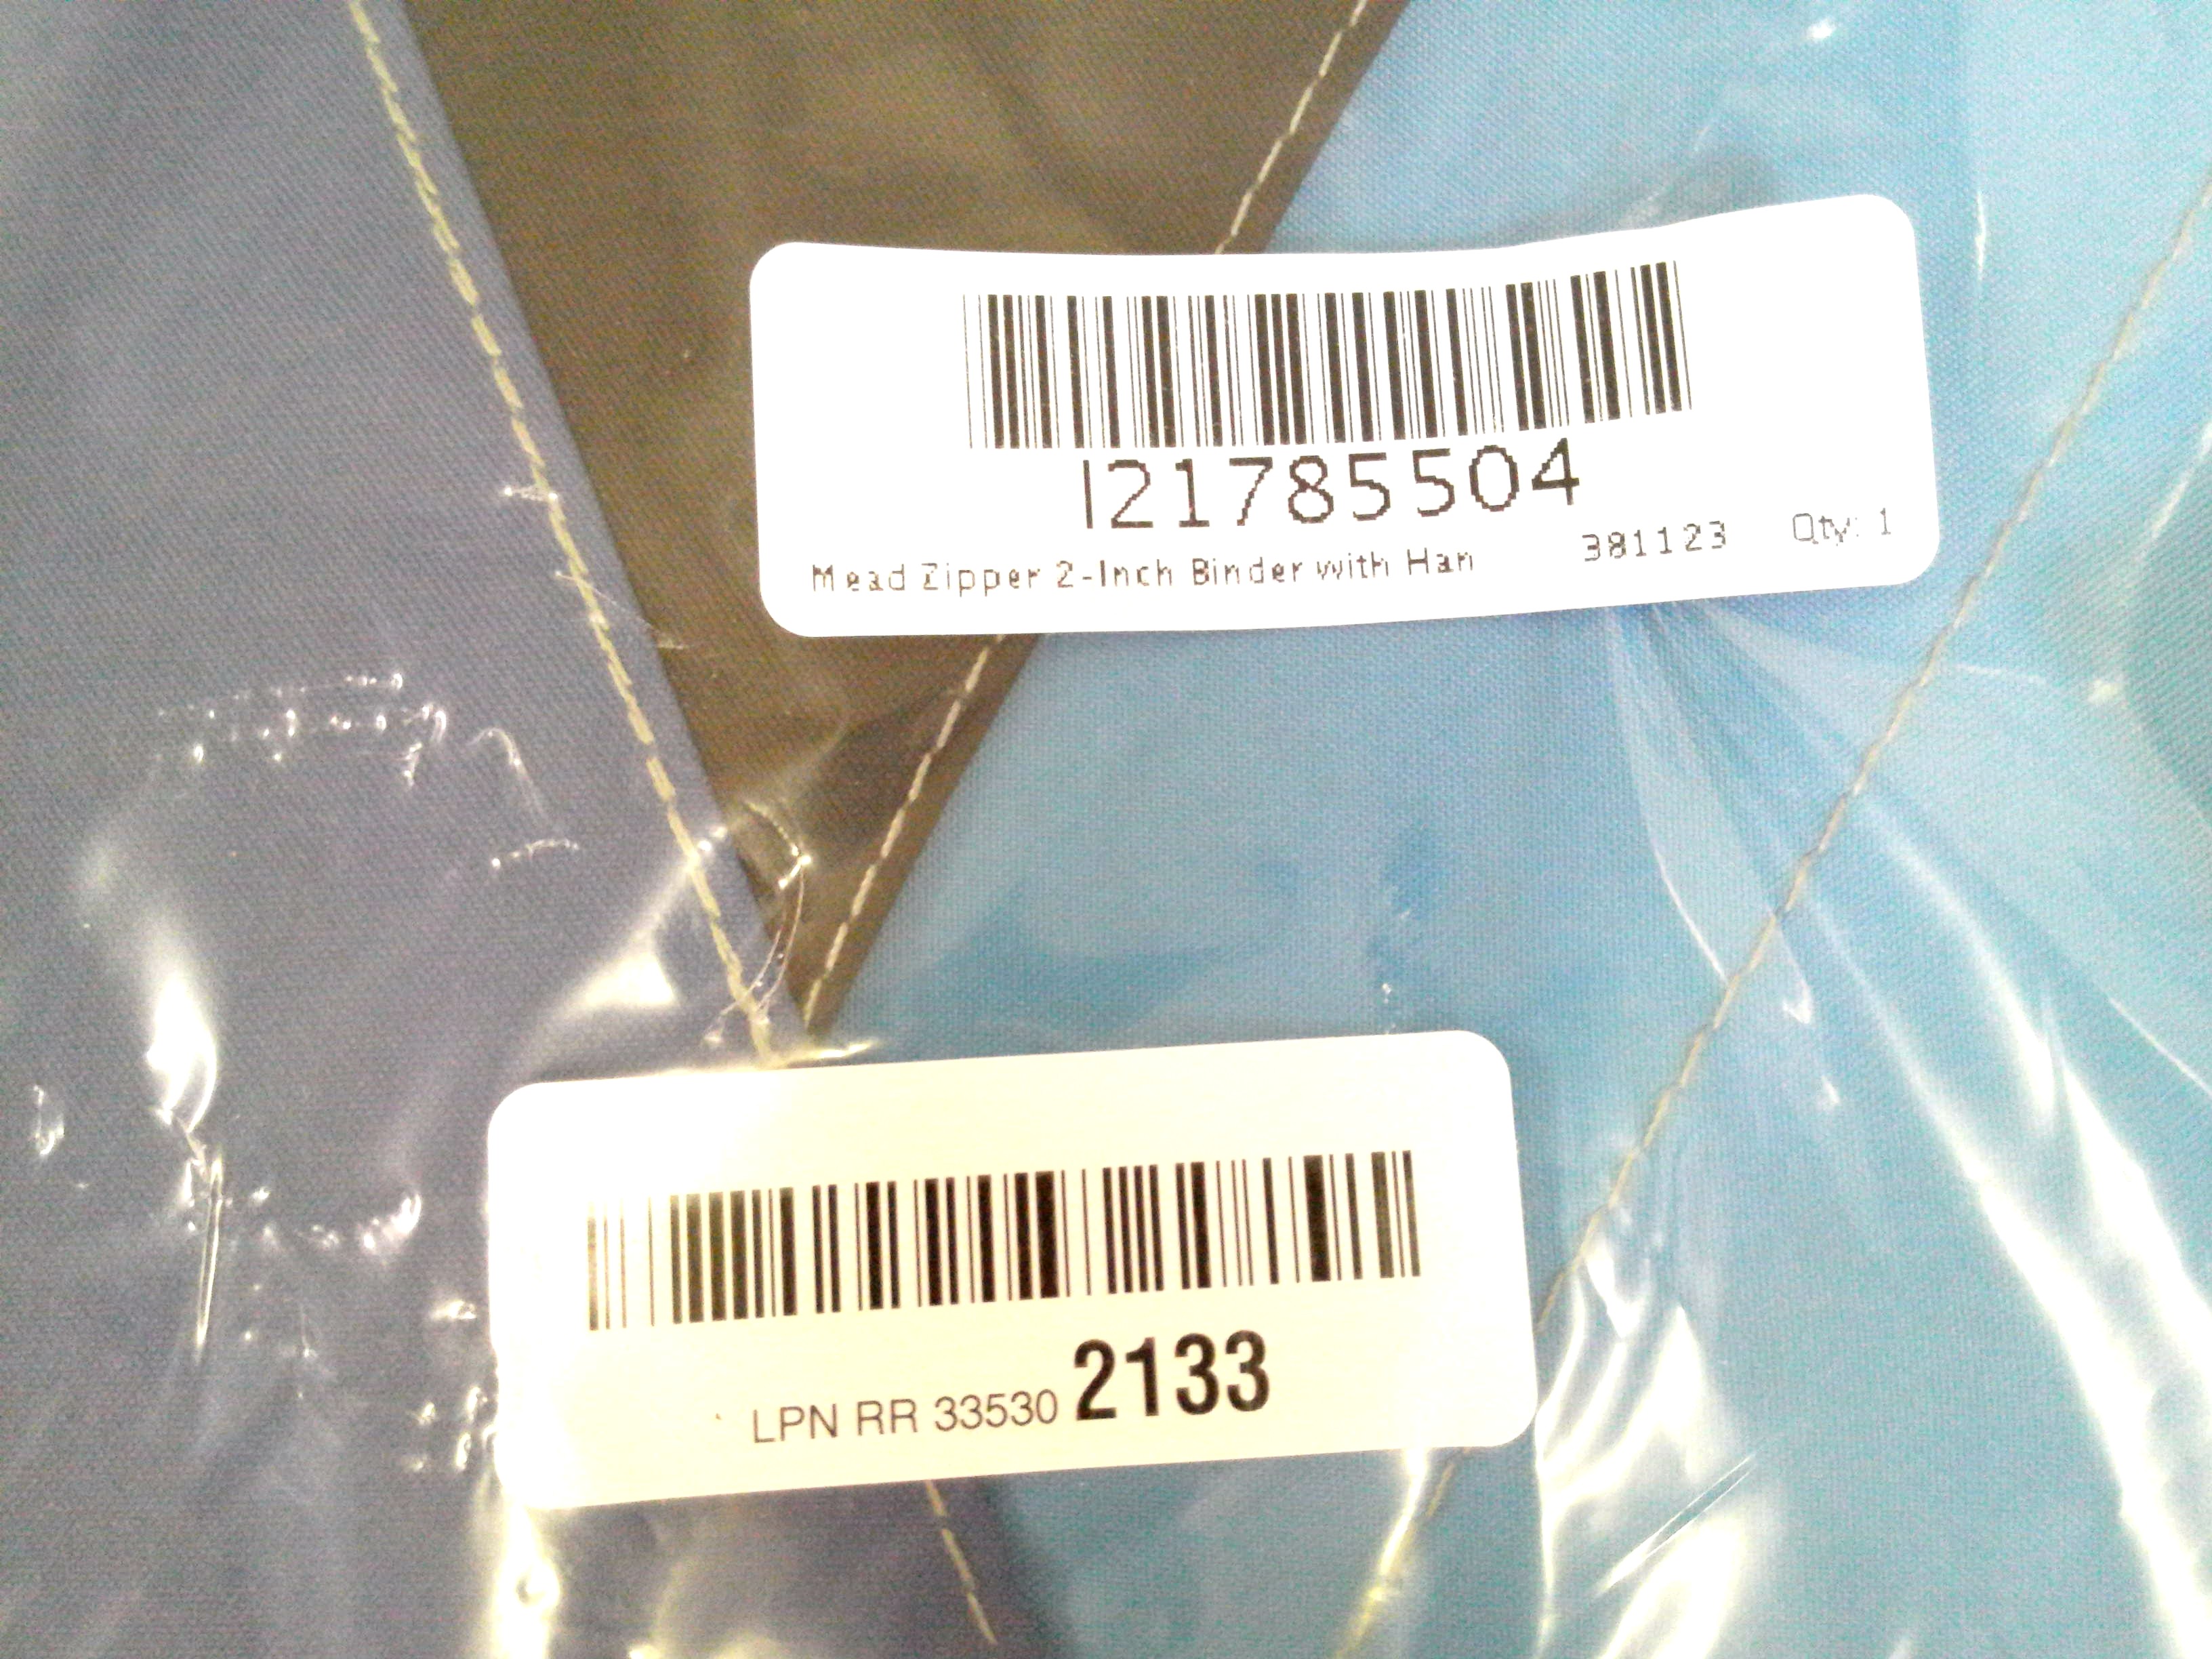 I21785504
Mead Zipper 2-Inch Binder with Han 381123 Qty: 1
LPN RR 33530 2133